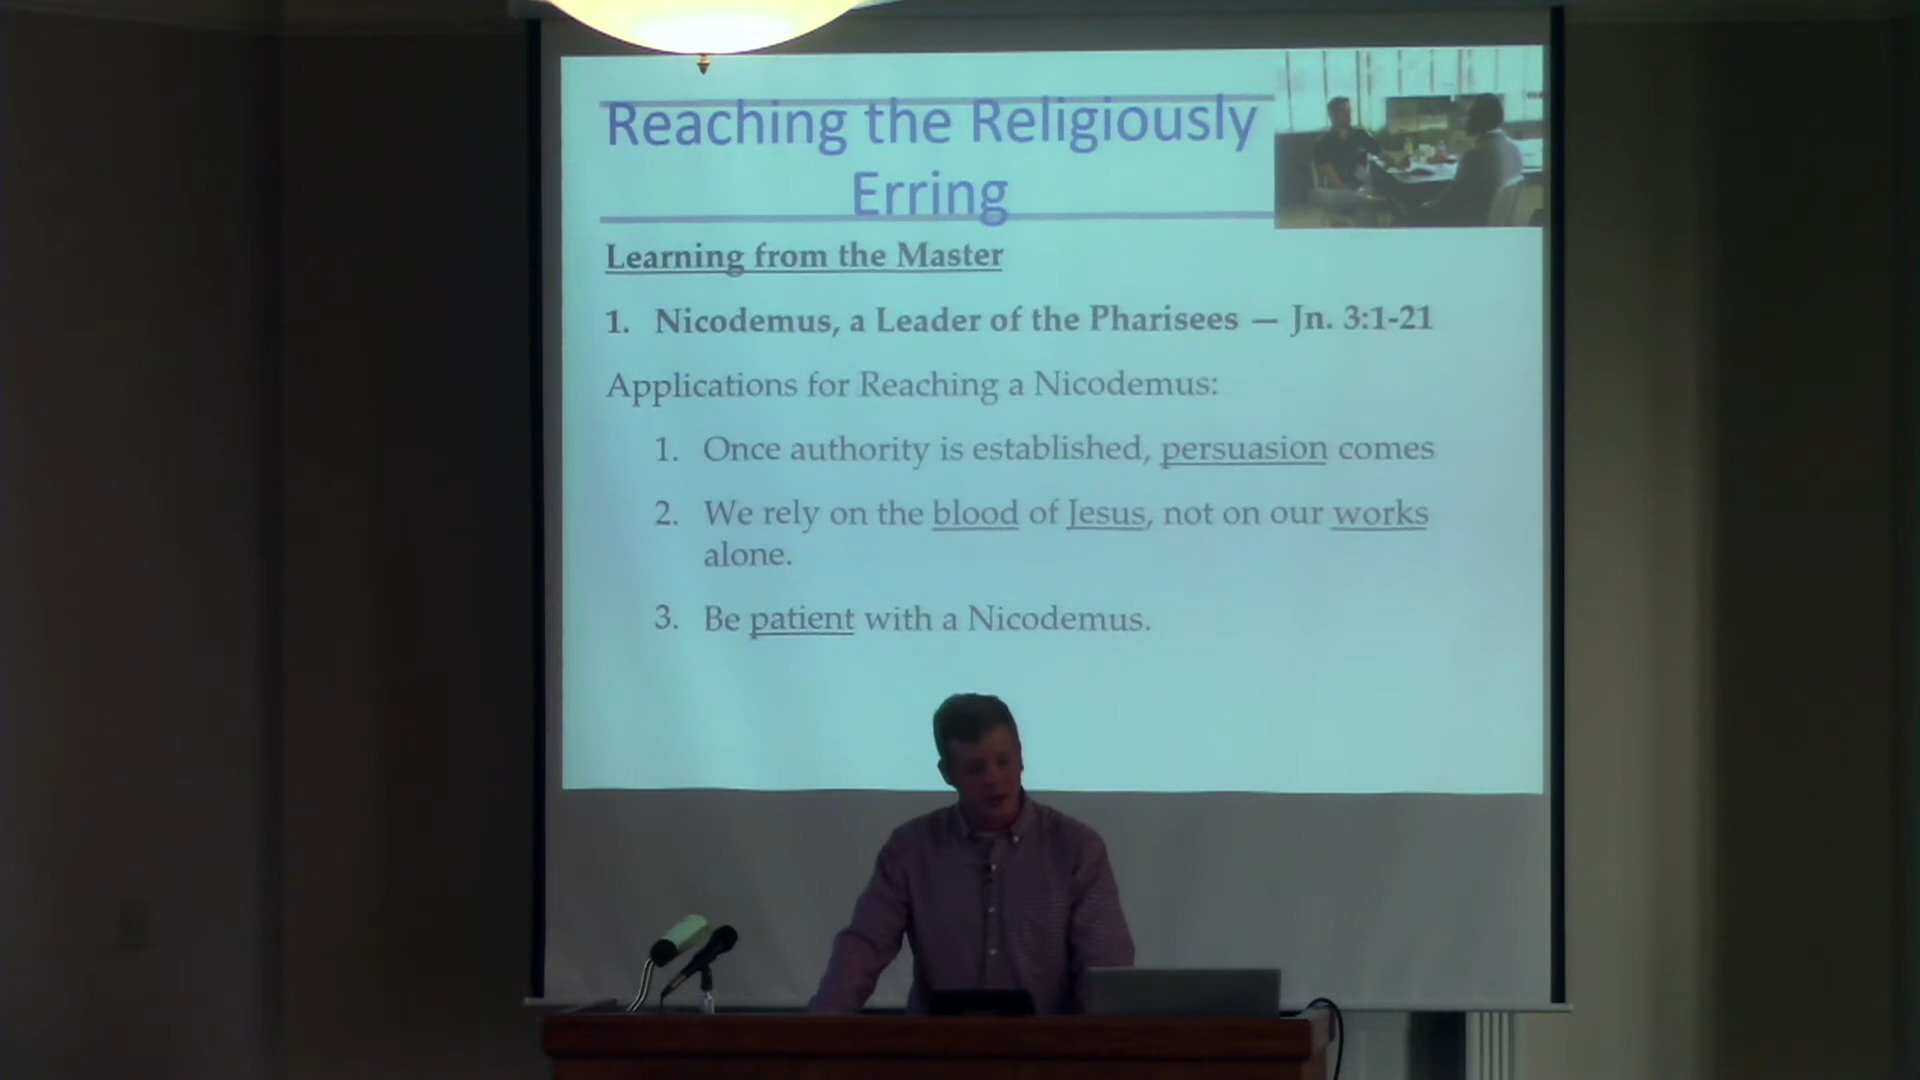 Reaching the Religiously
Erring
Learning from the Master
1. Nicodemus, a Leader of the Pharisees — Jn. 3:1-21
Applications for Reaching a Nicodemus:
1. Once authority is established, persuasion comes
2. We rely on the blood of Jesus, not on our works
alone.
3. Be patient with a Nicodemus.